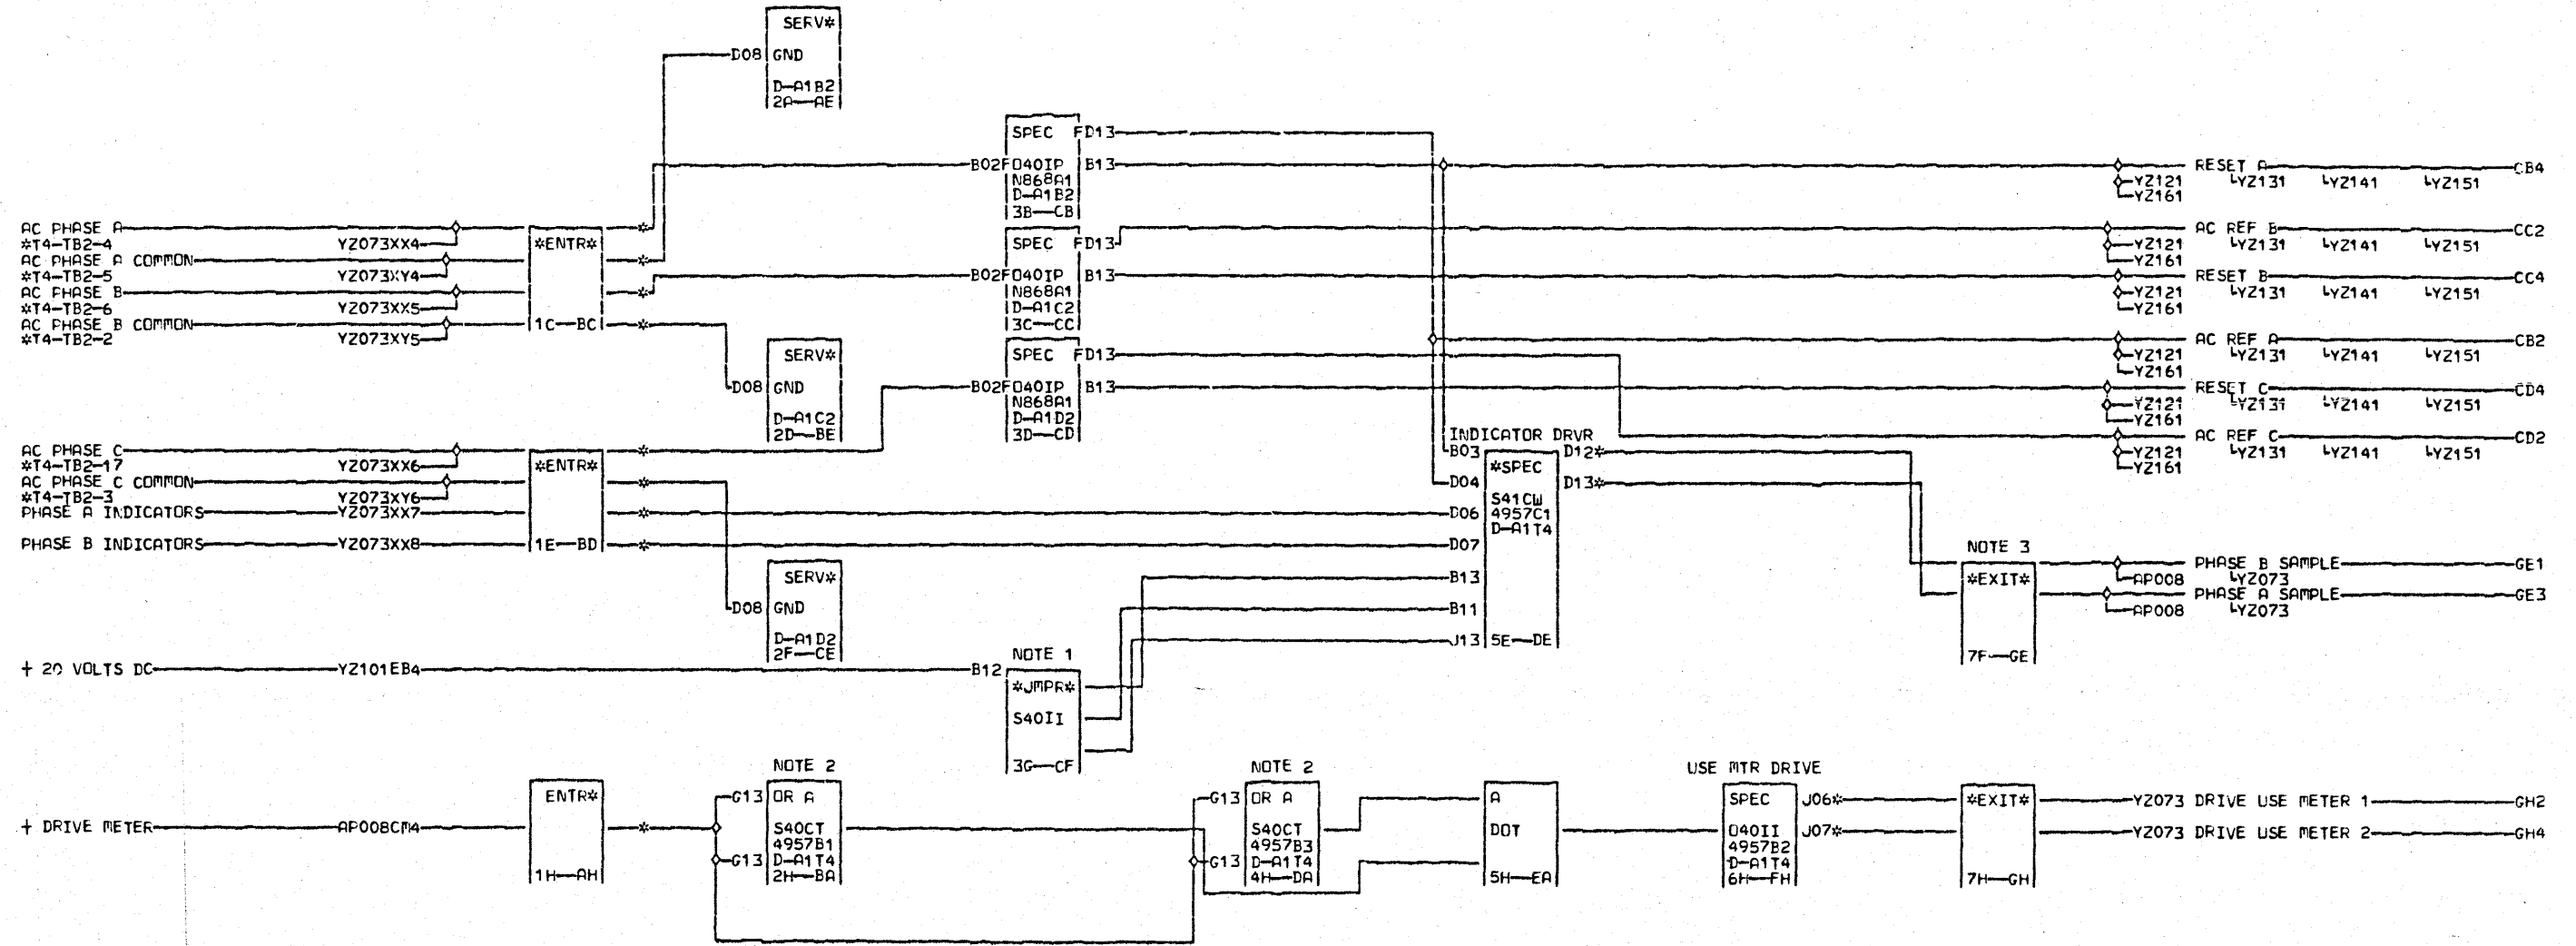 SERV*
D08 GND
D-A1B2
2A-AE
SPEC FD13
B02F040IP B13
N868A1
D-A1B2
3B-CB
RESET A CB4
YZ121 YZ131 YZ141 YZ151
YZ161
AC PHASE A
*T4-TB2-4 YZ073XX4
AC PHASE A COMMON
*T4-TB2-5 YZ073XY4
AC PHASE B
*T4-TB2-6 YZ073XX5
AC PHASE B COMMON
*T4-TB2-2 YZ073XY5
*ENTR*
1C-BC
SPEC FD13
B02F040IP B13
N868A1
D-A1C2
3C-CC
AC REF B CC2
YZ121 YZ131 YZ141 YZ151
YZ161
RESET B CC4
YZ121 YZ131 YZ141 YZ151
YZ161
SERV*
D08 GND
D-A1C2
2D-BE
SPEC FD13
B02F040IP B13
N868A1
D-A1D2
3D-CD
AC REF A CB2
YZ121 YZ131 YZ141 YZ151
YZ161
RESET C CD4
YZ121 YZ131 YZ141 YZ151
YZ161
AC REF C CD2
YZ121 YZ131 YZ141 YZ151
YZ161
AC PHASE C
*T4-TB2-17 YZ073XX6
AC PHASE C COMMON
*T4-TB2-3 YZ073XY6
PHASE A INDICATORS YZ073XX7
PHASE B INDICATORS YZ073XX8
*ENTR*
1E-BD
INDICATOR DRVR
B03 D12*
*SPEC
D04 D13*
S41CW
D06 4957C1
D-A1T4
D07
B13
B11
J13 5E-DE
SERV*
D08 GND
D-A1D2
2F-CE
NOTE 3
*EXIT*
7F-GE
PHASE B SAMPLE GE1
AP008 YZ073
PHASE A SAMPLE GE3
AP008 YZ073
+ 20 VOLTS DC YZ101EB4 B12
NOTE 1
*JMPR*
S40II
3G-CF
+ DRIVE METER AP008CM4
ENTR*
1H-AH
NOTE 2
G13 OR A
S40CT
4957B1
G13 D-A1T4
2H-BA
NOTE 2
G13 OR A
S40CT
4957B3
G13 D-A1T4
4H-DA
A
DOT
5H-EA
USE MTR DRIVE
SPEC J06*
040II J07*
4957B2
D-A1T4
6H-FH
*EXIT*
7H-GH
YZ073 DRIVE USE METER 1 GH2
YZ073 DRIVE USE METER 2 GH4